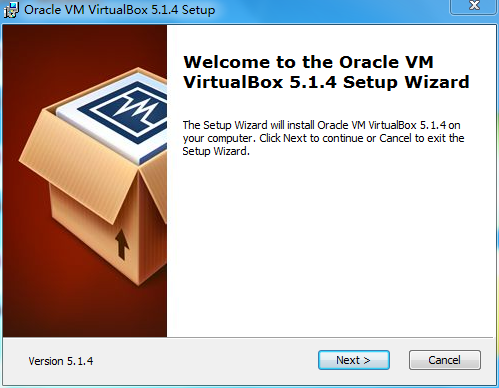 Oracle VM VirtualBox 5.1.4 Setup
Welcome to the Oracle VM
VirtualBox 5.1.4 Setup Wizard
The Setup Wizard will install Oracle VM VirtualBox 5.1.4 on
your computer. Click Next to continue or Cancel to exit the
Setup Wizard.
Version 5.1.4
Next >
Cancel